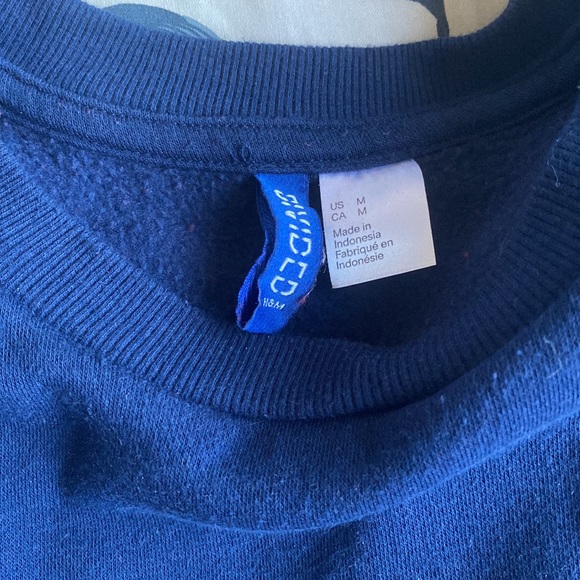 DIVIDED
H&M
US M
CA M
Made in
Indonesia
Fabriqué en
Indonésie